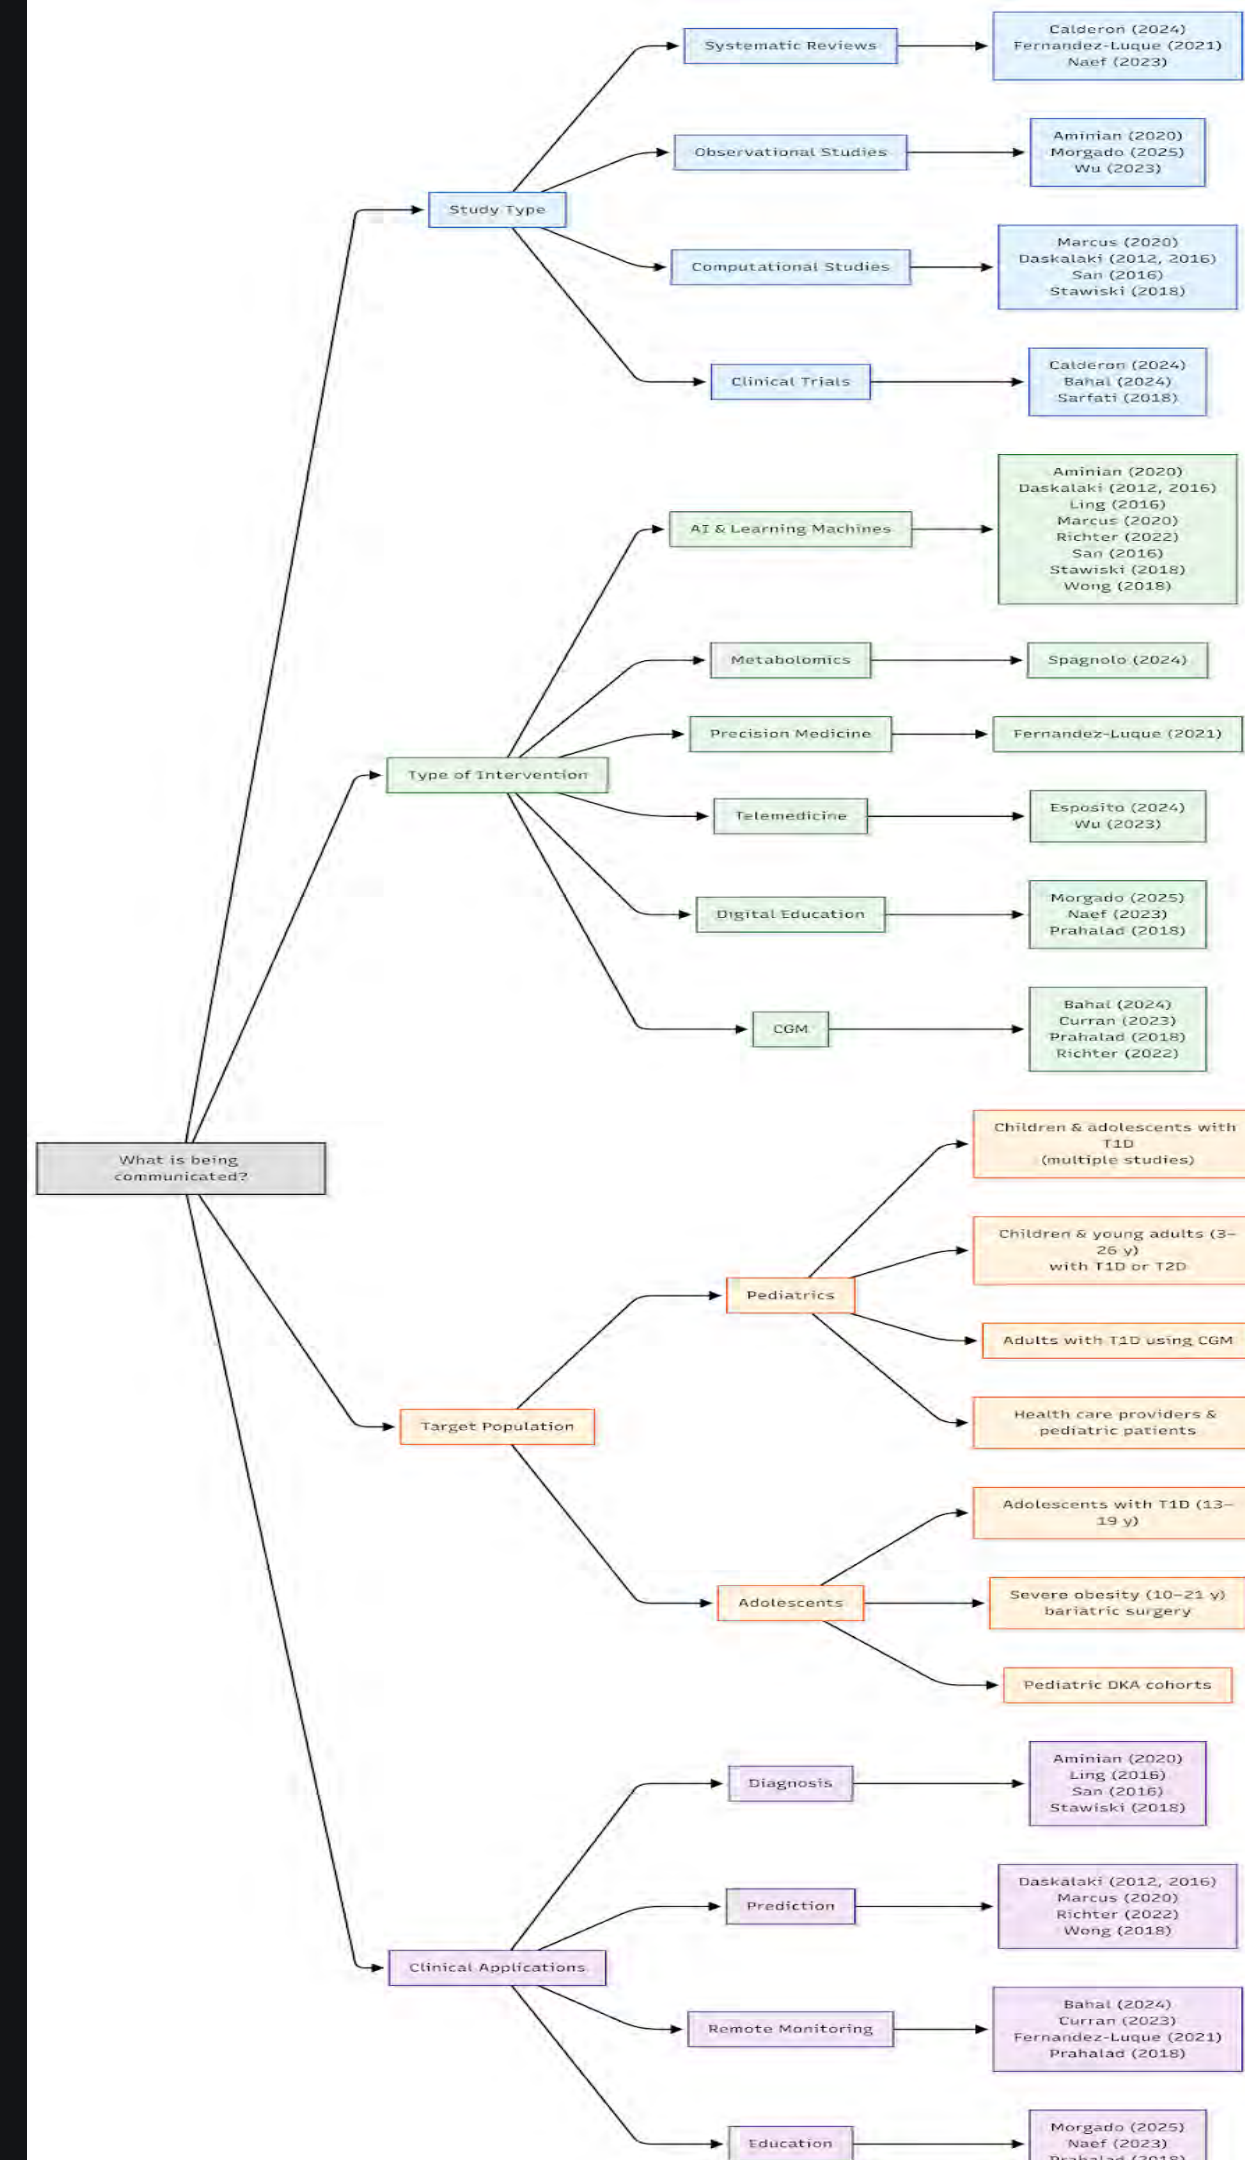 Systematic Reviews
Calderon (2024)
Fernandez-Luque (2021)
Naef (2023)
Observational Studies
Aminian (2020)
Morgado (2025)
Wu (2023)
Study Type
Computational Studies
Marcus (2020)
Daskalaki (2012, 2016)
San (2016)
Stawiski (2018)
Clinical Trials
Calderon (2024)
Bahal (2024)
Sarfati (2018)
AI & Learning Machines
Aminian (2020)
Daskalaki (2012, 2016)
Ling (2016)
Marcus (2020)
Richter (2022)
San (2016)
Stawiski (2018)
Wong (2018)
Metabolomics
Spagnolo (2024)
Precision Medicine
Fernandez-Luque (2021)
Type of Intervention
Telemedicine
Esposito (2024)
Wu (2023)
Digital Education
Morgado (2025)
Naef (2023)
Prahalad (2018)
CGM
Bahal (2024)
Curran (2023)
Prahalad (2018)
Richter (2022)
What is being
communicated?
Children & adolescents with
T1D
(multiple studies)
Children & young adults (3–
26 y)
with T1D or T2D
Pediatrics
Adults with T1D using CGM
Health care providers &
pediatric patients
Target Population
Adolescents with T1D (13–
19 y)
Adolescents
Severe obesity (10–21 y)
bariatric surgery
Pediatric DKA cohorts
Diagnosis
Aminian (2020)
Ling (2016)
San (2016)
Stawiski (2018)
Prediction
Daskalaki (2012, 2016)
Marcus (2020)
Richter (2022)
Wong (2018)
Clinical Applications
Remote Monitoring
Bahal (2024)
Curran (2023)
Fernandez-Luque (2021)
Prahalad (2018)
Education
Morgado (2025)
Naef (2023)
Prahalad (2018)